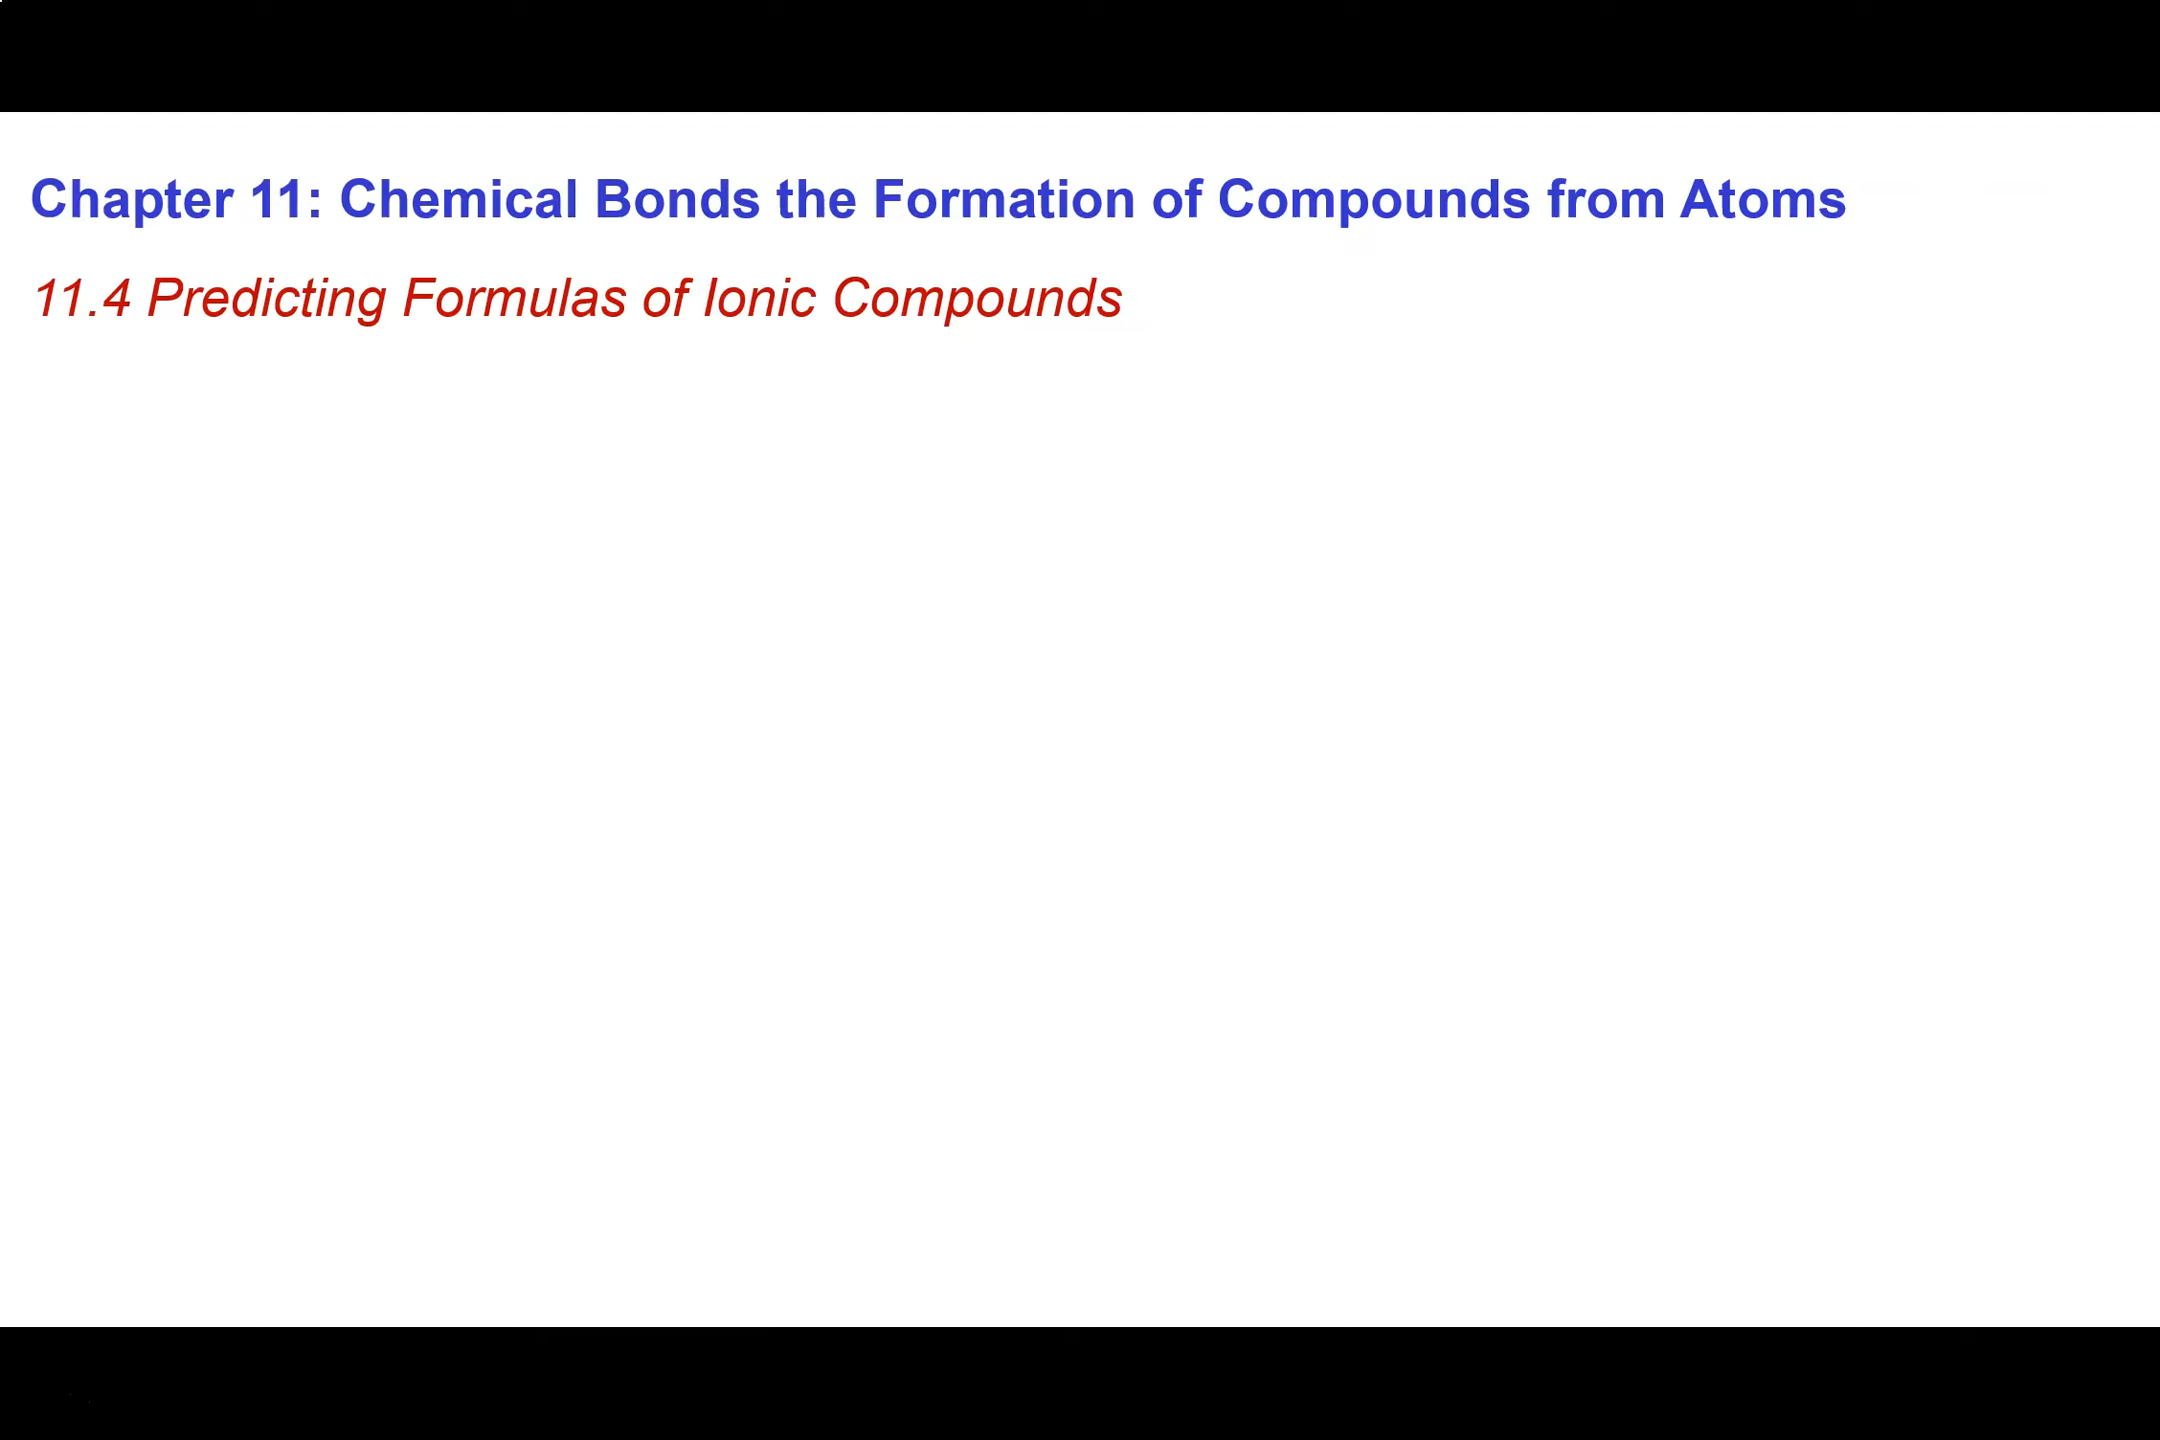 Chapter 11: Chemical Bonds the Formation of Compounds from Atoms
11.4 Predicting Formulas of Ionic Compounds